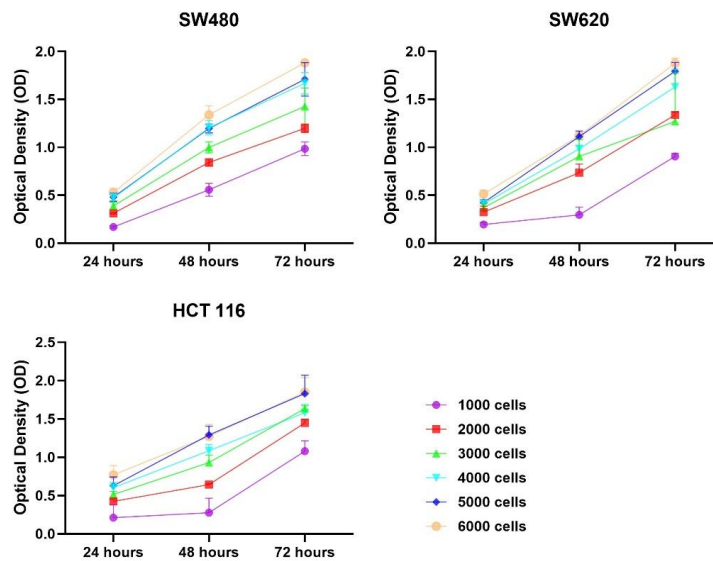 SW480
Optical Density (OD)
2.0
1.5
1.0
0.5
0.0
24 hours 48 hours 72 hours
SW620
Optical Density (OD)
2.0
1.5
1.0
0.5
0.0
24 hours 48 hours 72 hours
HCT 116
Optical Density (OD)
2.5
2.0
1.5
1.0
0.5
0.0
24 hours 48 hours 72 hours
1000 cells
2000 cells
3000 cells
4000 cells
5000 cells
6000 cells